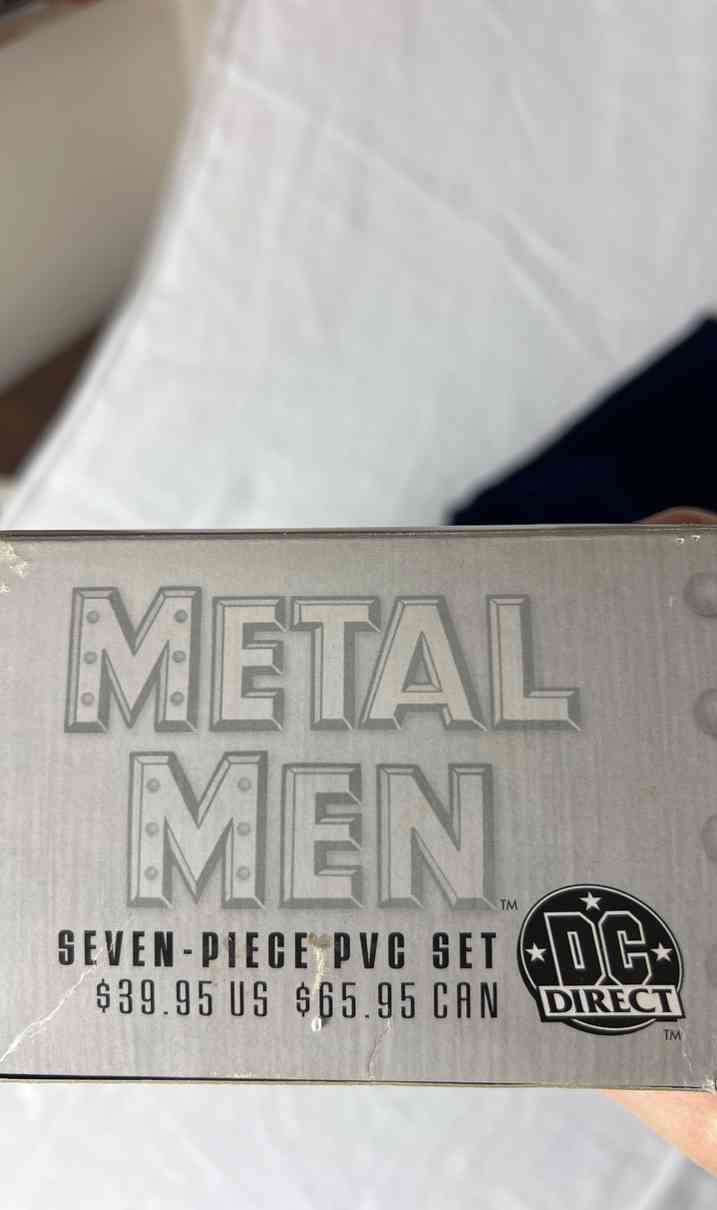 METAL
MEN™
SEVEN-PIECE PVC SET
$39.95 US $65.95 CAN
DC
DIRECT
TM